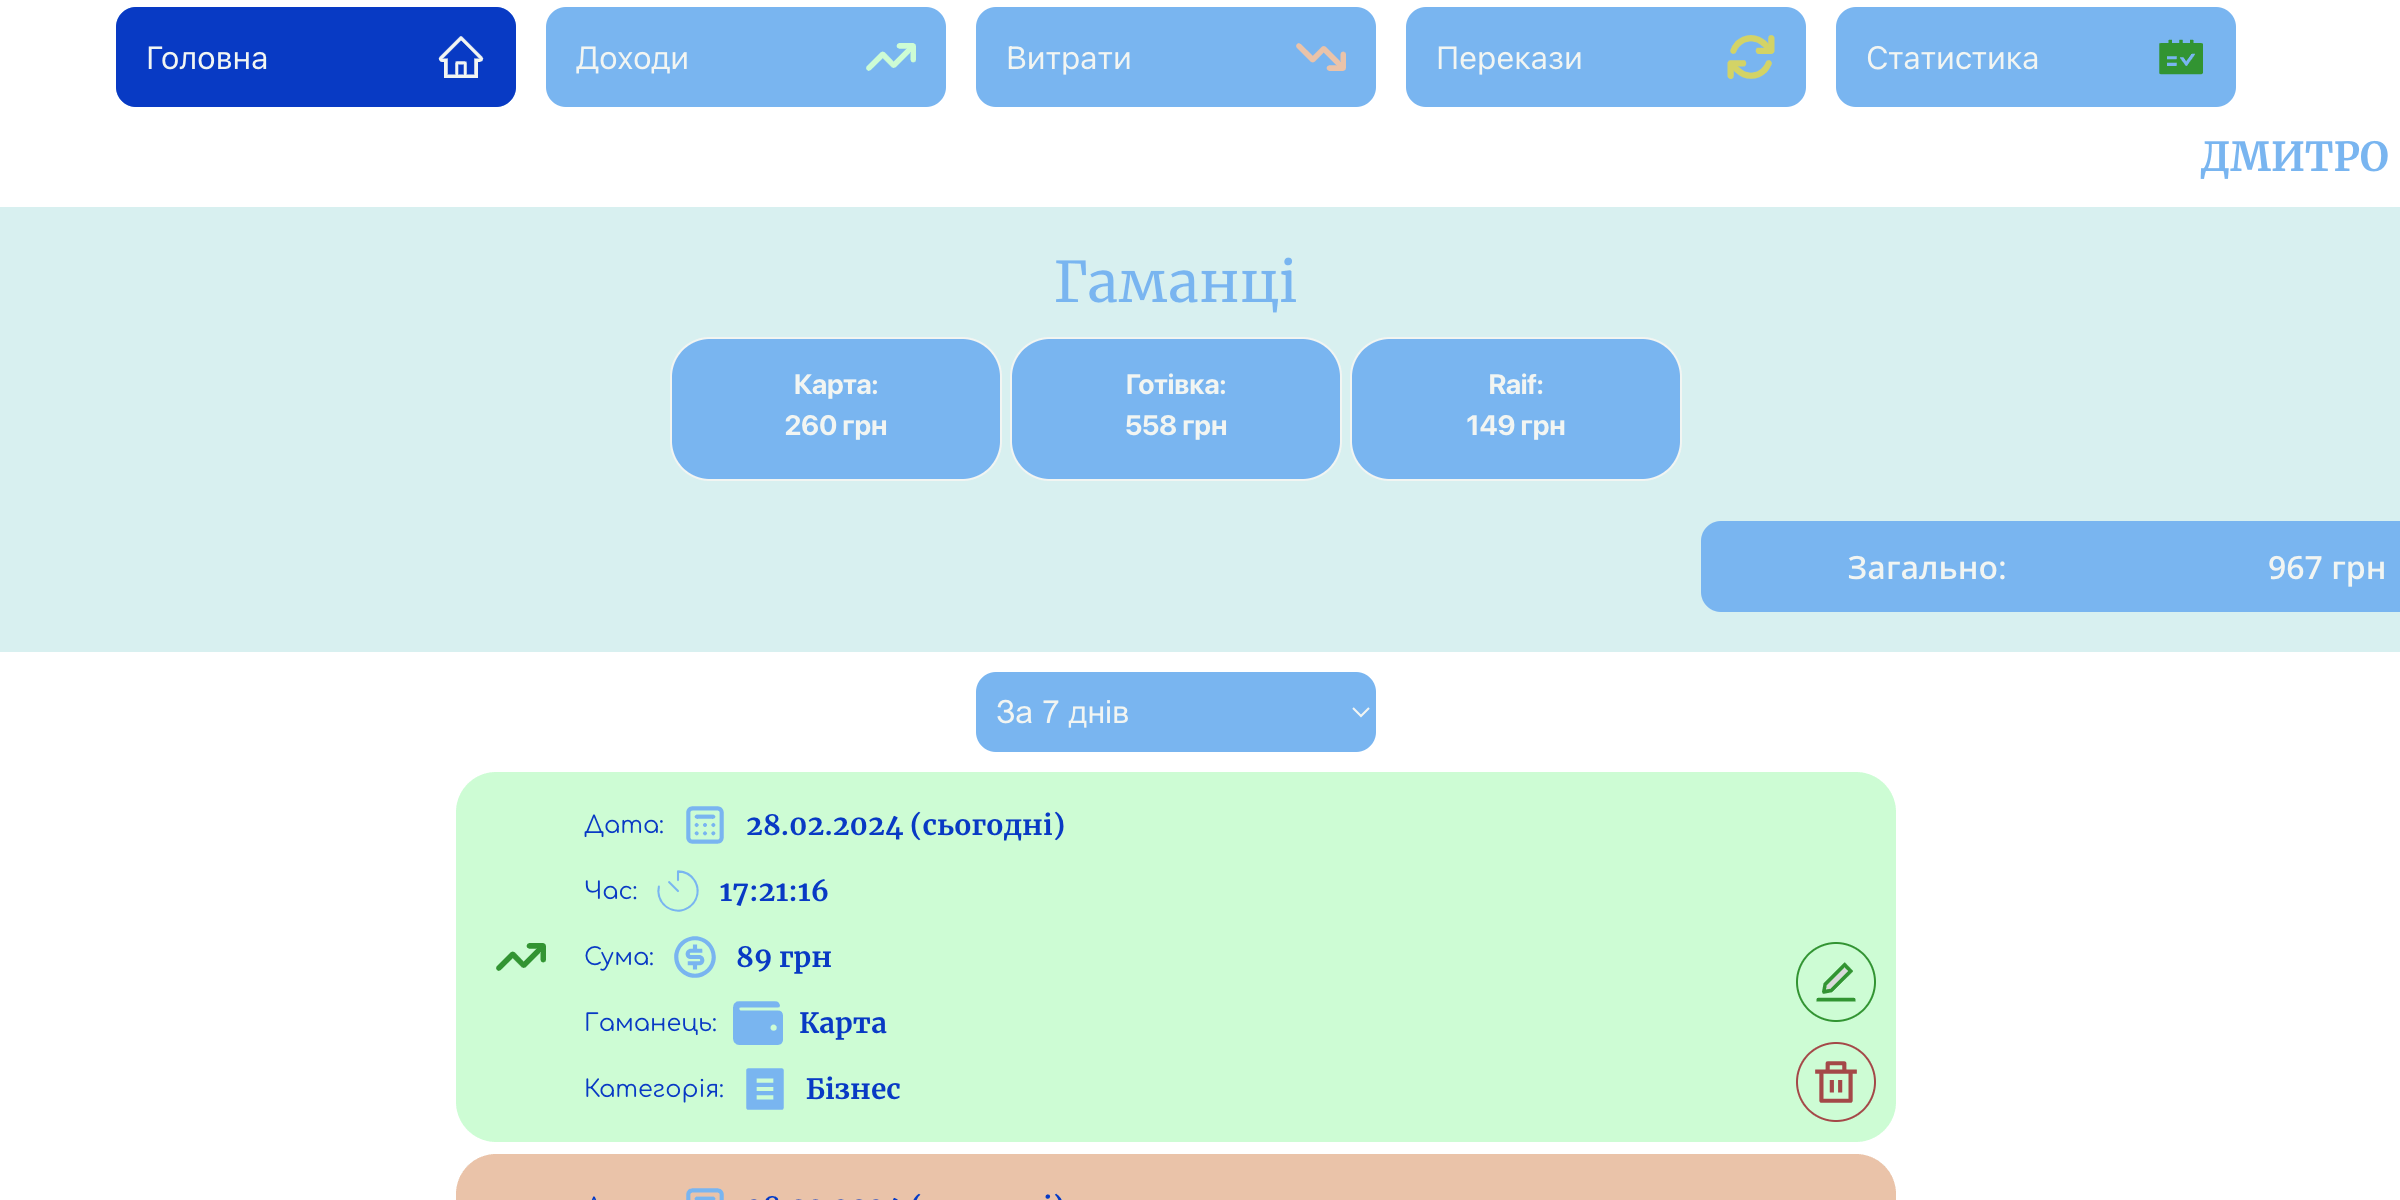 Головна
Доходи
Витрати
Перекази
Статистика
ДМИТРО
Гаманці
Карта:
260 грн
Готівка:
558 грн
Raif:
149 грн
Загально: 967 грн
За 7 днів
Дата: 28.02.2024 (сьогодні)
Час: 17:21:16
Сума: 89 грн
Гаманець: Карта
Категорія: Бізнес